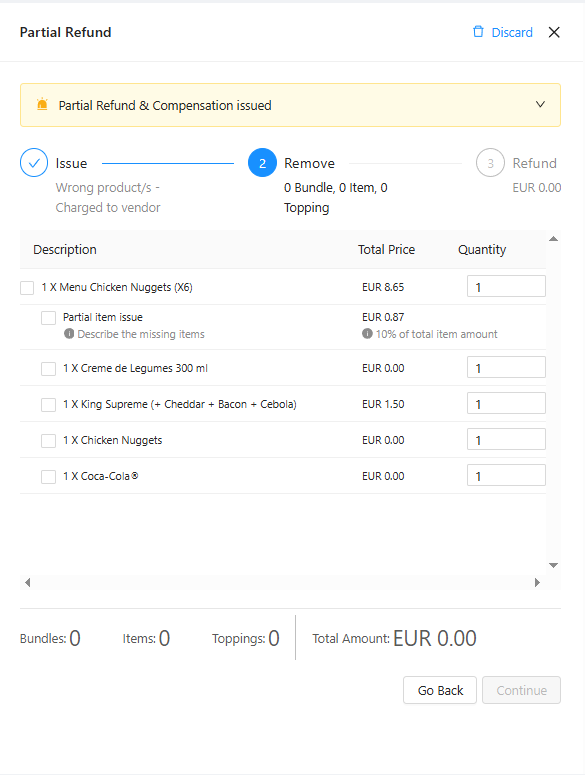 Partial Refund
Discard
Partial Refund & Compensation issued
Issue
2 Remove
3 Refund
Wrong product/s -
Charged to vendor
0 Bundle, 0 Item, 0
Topping
EUR 0.00
Description Total Price Quantity
1 X Menu Chicken Nuggets (X6) EUR 8.65 1
Partial item issue EUR 0.87
Describe the missing items 10% of total item amount
1 X Creme de Legumes 300 ml EUR 0.00 1
1 X King Supreme (+ Cheddar + Bacon + Cebola) EUR 1.50 1
1 X Chicken Nuggets EUR 0.00 1
1 X Coca-Cola® EUR 0.00 1
Bundles: 0 Items: 0 Toppings: 0 Total Amount: EUR 0.00
Go Back Continue